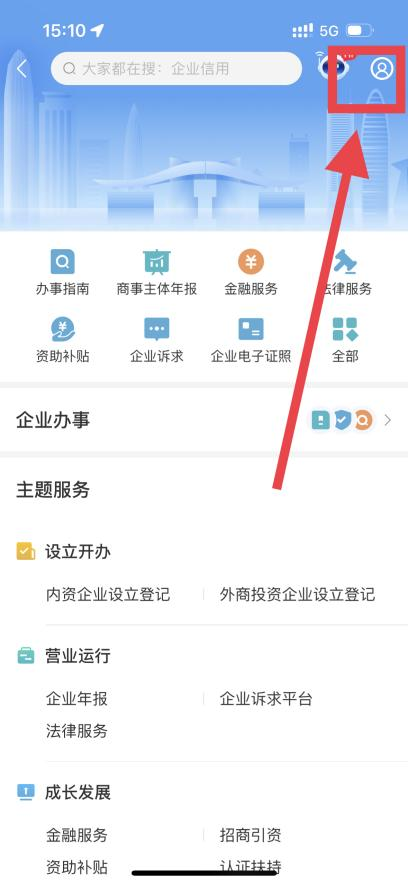 15:10 5G
大家都在搜：企业信用
办事指南 商事主体年报 金融服务 法律服务
资助补贴 企业诉求 企业电子证照 全部
企业办事
主题服务
设立开办
内资企业设立登记 外商投资企业设立登记
营业运行
企业年报 企业诉求平台
法律服务
成长发展
金融服务 招商引资
资助补贴 认证扶持